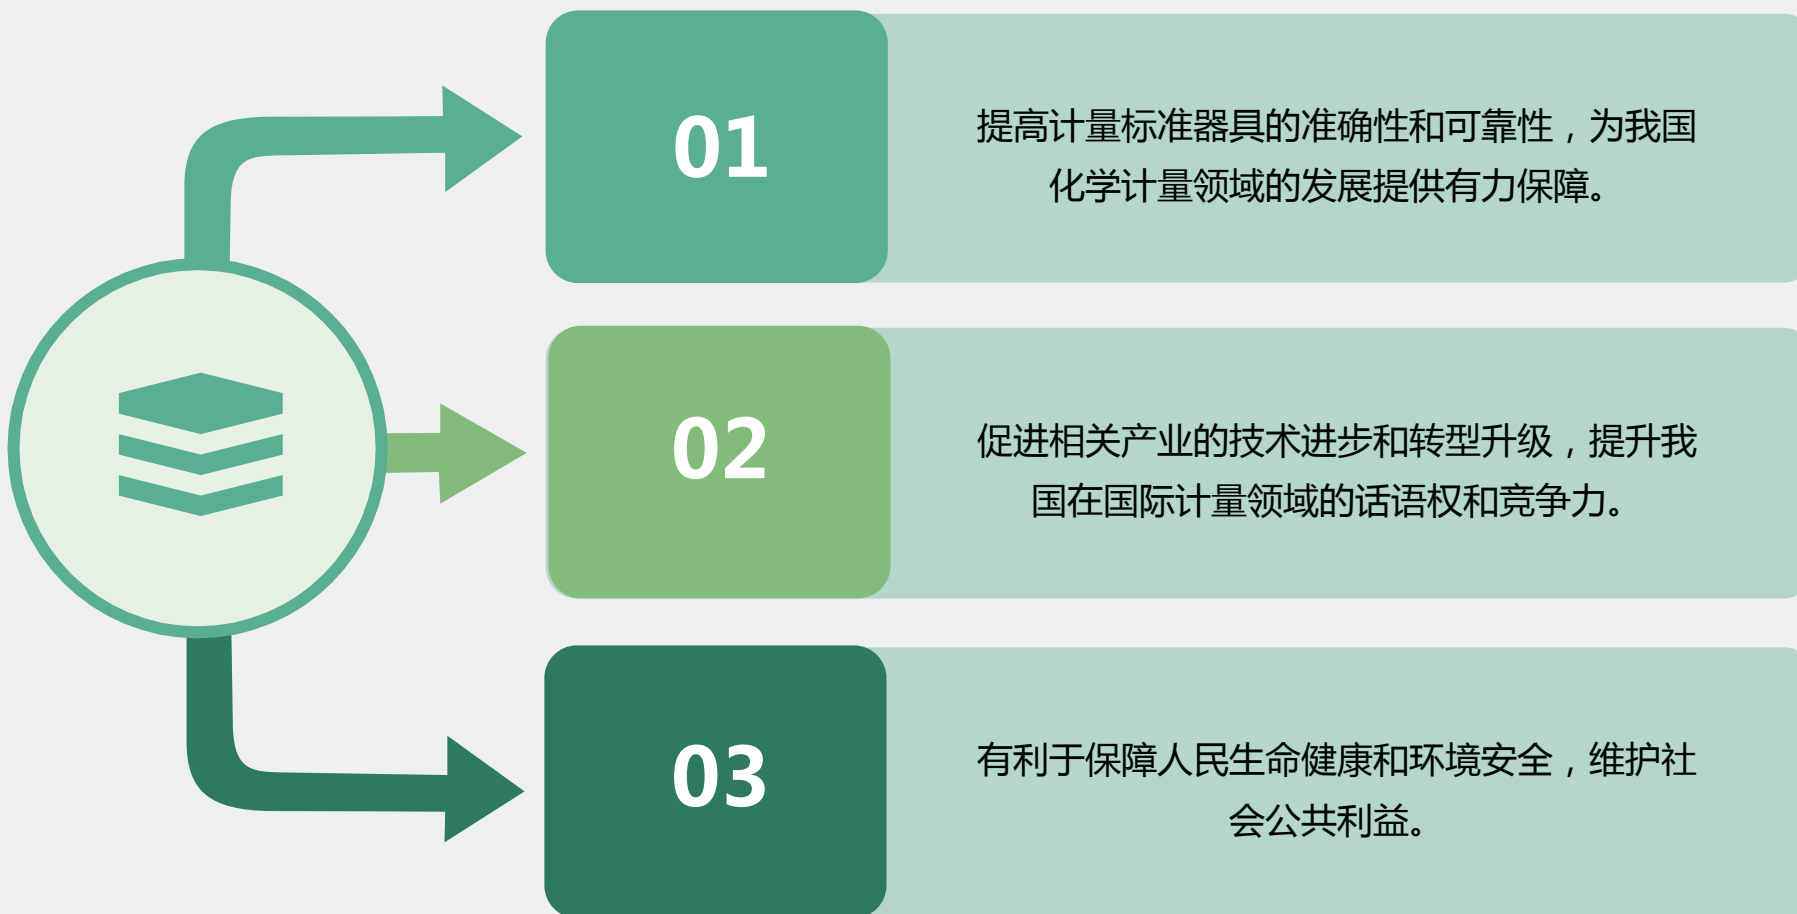 01
提高计量标准器具的准确性和可靠性，为我国
化学计量领域的发展提供有力保障。
02
促进相关产业的技术进步和转型升级，提升我
国在国际计量领域的话语权和竞争力。
03
有利于保障人民生命健康和环境安全，维护社
会公共利益。